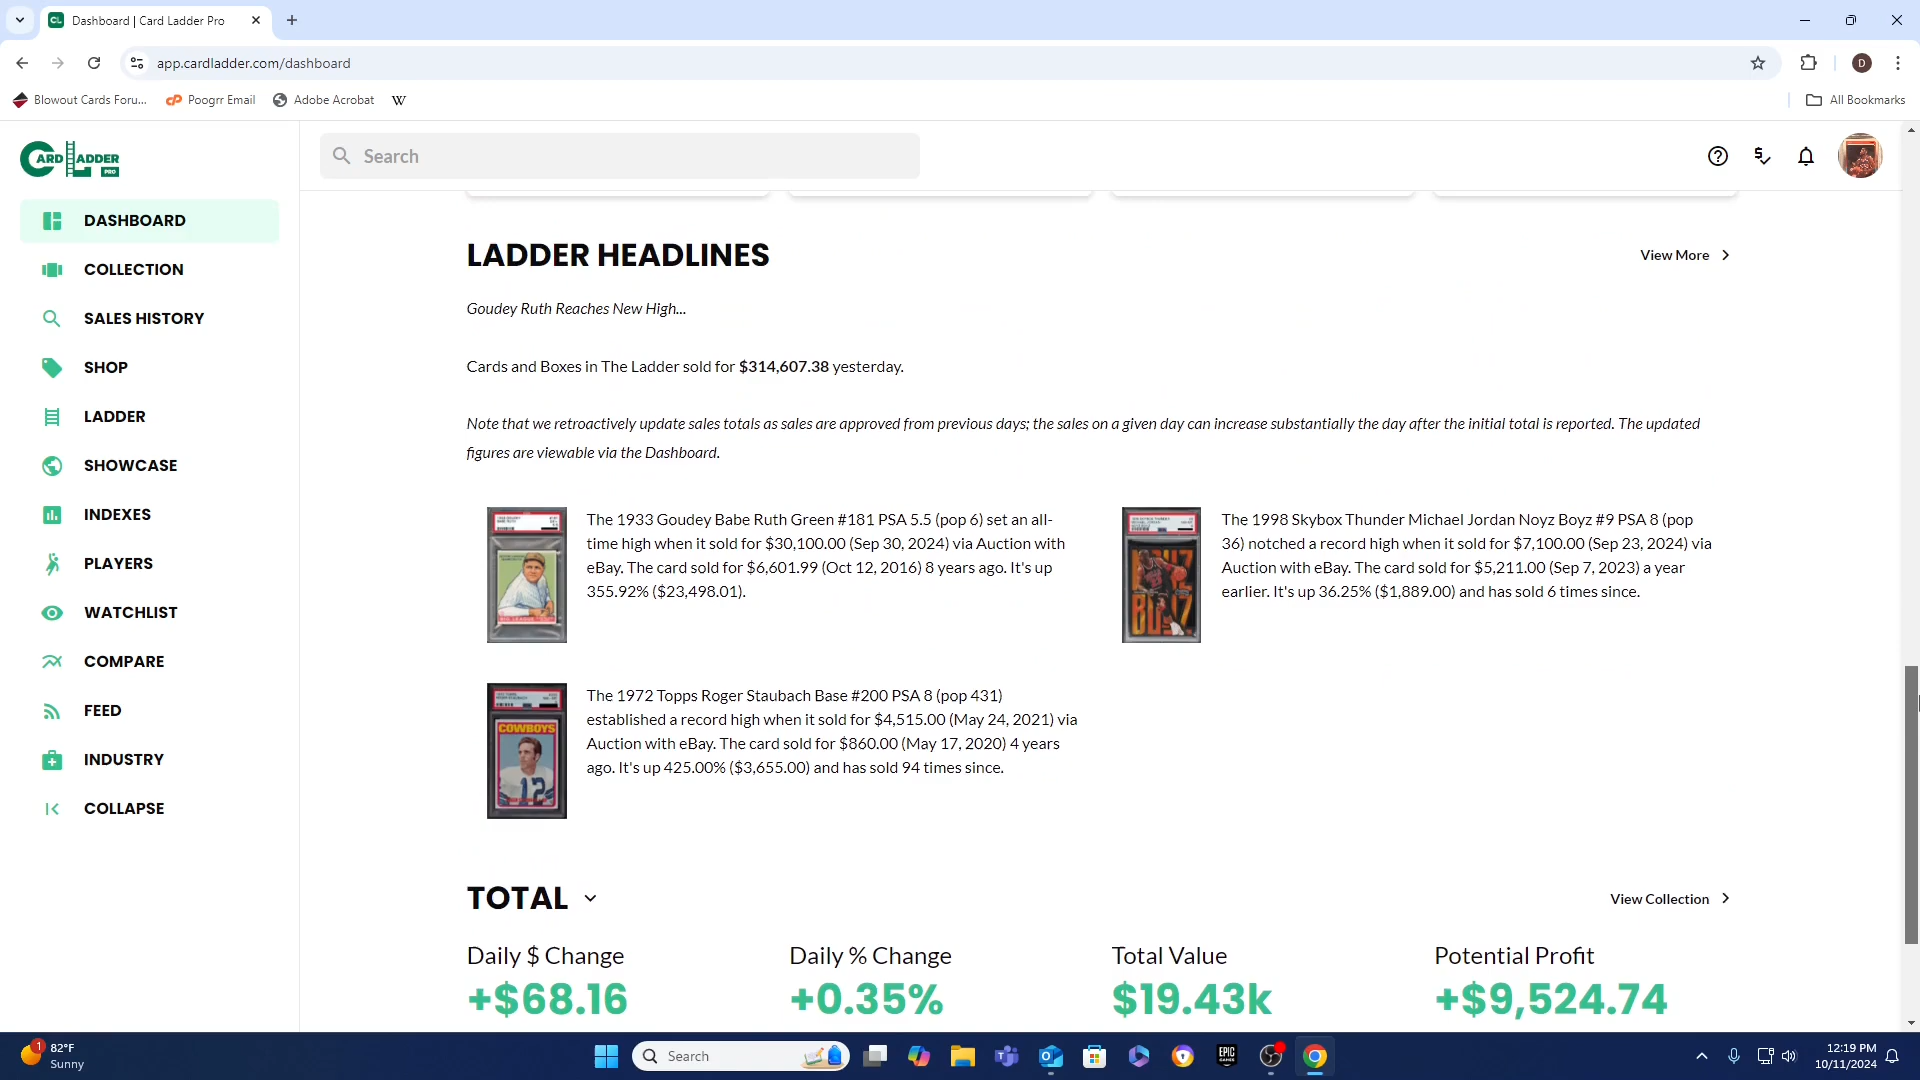 Dashboard | Card Ladder Pro
app.cardladder.com/dashboard
Blowout Cards Foru...
Poogrr Email
Adobe Acrobat
W
All Bookmarks
CARD LADDER
PRO
Search
D
DASHBOARD
COLLECTION
SALES HISTORY
SHOP
LADDER
SHOWCASE
INDEXES
PLAYERS
WATCHLIST
COMPARE
FEED
INDUSTRY
COLLAPSE
LADDER HEADLINES
View More
Goudey Ruth Reaches New High...
Cards and Boxes in The Ladder sold for $314,607.38 yesterday.
Note that we retroactively update sales totals as sales are approved from previous days; the sales on a given day can increase substantially the day after the initial total is reported. The updated
figures are viewable via the Dashboard.
The 1933 Goudey Babe Ruth Green #181 PSA 5.5 (pop 6) set an all-
time high when it sold for $30,100.00 (Sep 30, 2024) via Auction with
eBay. The card sold for $6,601.99 (Oct 12, 2016) 8 years ago. It's up
355.92% ($23,498.01).
The 1998 Skybox Thunder Michael Jordan Noyz Boyz #9 PSA 8 (pop
36) notched a record high when it sold for $7,100.00 (Sep 23, 2024) via
Auction with eBay. The card sold for $5,211.00 (Sep 7, 2023) a year
earlier. It's up 36.25% ($1,889.00) and has sold 6 times since.
COWBOYS
The 1972 Topps Roger Staubach Base #200 PSA 8 (pop 431)
established a record high when it sold for $4,515.00 (May 24, 2021) via
Auction with eBay. The card sold for $860.00 (May 17, 2020) 4 years
ago. It's up 425.00% ($3,655.00) and has sold 94 times since.
TOTAL
View Collection
Daily $ Change
+$68.16
Daily % Change
+0.35%
Total Value
$19.43k
Potential Profit
+$9,524.74
1
82°F
Sunny
Search
EPIC
12:19 PM
10/11/2024